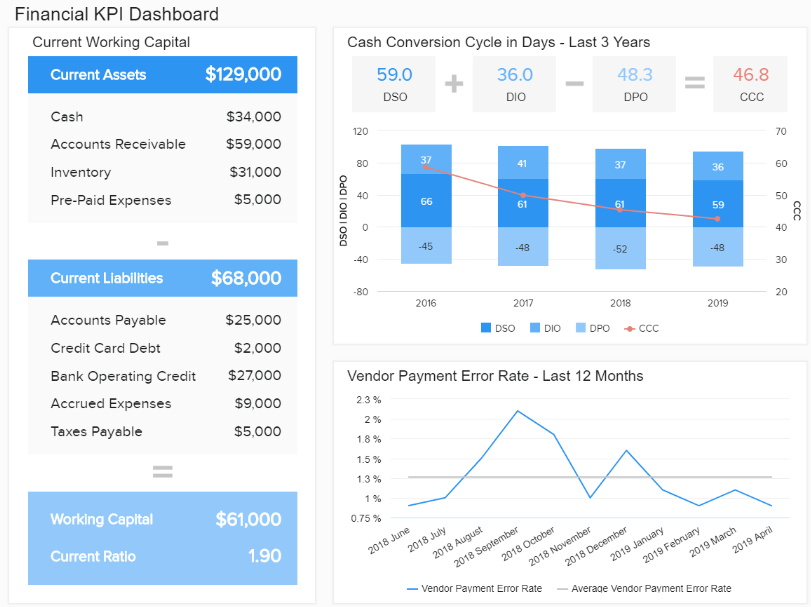 Financial KPI Dashboard
Current Working Capital
Current Assets $129,000
Cash $34,000
Accounts Receivable $59,000
Inventory $31,000
Pre-Paid Expenses $5,000
-
Current Liabilities $68,000
Accounts Payable $25,000
Credit Card Debt $2,000
Bank Operating Credit $27,000
Accrued Expenses $9,000
Taxes Payable $5,000
=
Working Capital $61,000
Current Ratio 1.90
Cash Conversion Cycle in Days - Last 3 Years
59.0 + 36.0 - 48.3 = 46.8
DSO DIO DPO CCC
120 70
80 60
40 50
0 40
-40 30
-80 20
DSO | DIO | DPO
CCC
37 41 37 36
66 61 61 59
-45 -48 -52 -48
2016 2017 2018 2019
DSO DIO DPO CCC
Vendor Payment Error Rate - Last 12 Months
2.3 %
2 %
1.8 %
1.5 %
1.3 %
1 %
0.75 %
2018 June
2018 July
2018 August
2018 September
2018 October
2018 November
2018 December
2019 January
2019 February
2019 March
2019 April
Vendor Payment Error Rate Average Vendor Payment Error Rate